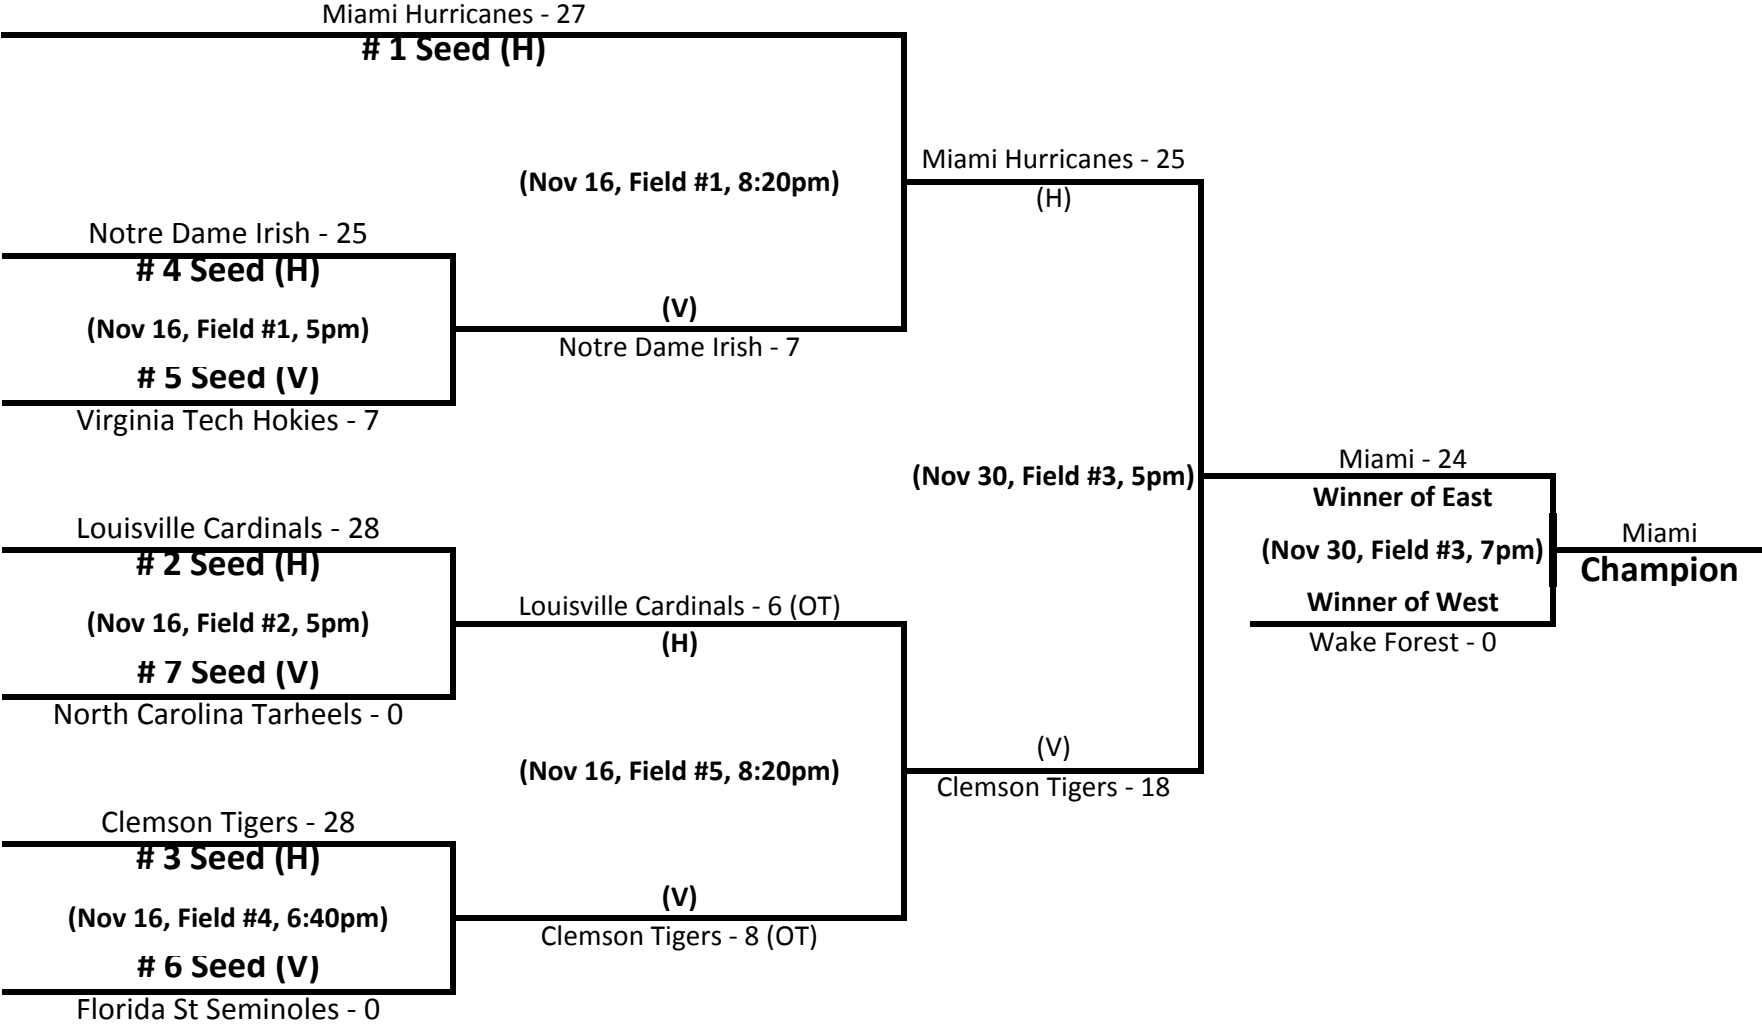 Miami Hurricanes - 27
# 1 Seed (H)
(Nov 16, Field #1, 8:20pm)
Notre Dame Irish - 25
# 4 Seed (H)
(Nov 16, Field #1, 5pm)
# 5 Seed (V)
Virginia Tech Hokies - 7
(V)
Notre Dame Irish - 7
Miami Hurricanes - 25
(H)
Louisville Cardinals - 28
# 2 Seed (H)
(Nov 16, Field #2, 5pm)
# 7 Seed (V)
North Carolina Tarheels - 0
Louisville Cardinals - 6 (OT)
(H)
(Nov 16, Field #5, 8:20pm)
Clemson Tigers - 28
# 3 Seed (H)
(Nov 16, Field #4, 6:40pm)
# 6 Seed (V)
Florida St Seminoles - 0
(V)
Clemson Tigers - 8 (OT)
(Nov 30, Field #3, 5pm)
(V)
Clemson Tigers - 18
Miami - 24
Winner of East
(Nov 30, Field #3, 7pm)
Winner of West
Wake Forest - 0
Miami
Champion